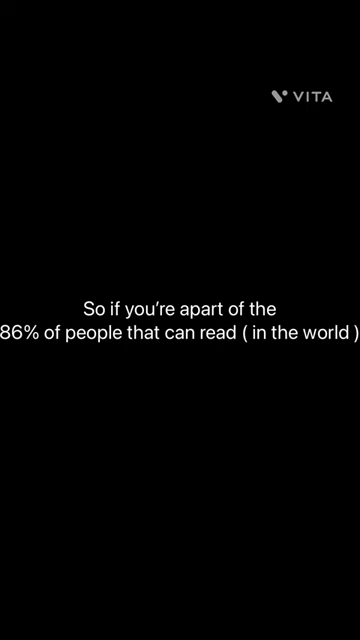 VITA
So if you’re apart of the
86% of people that can read ( in the world )